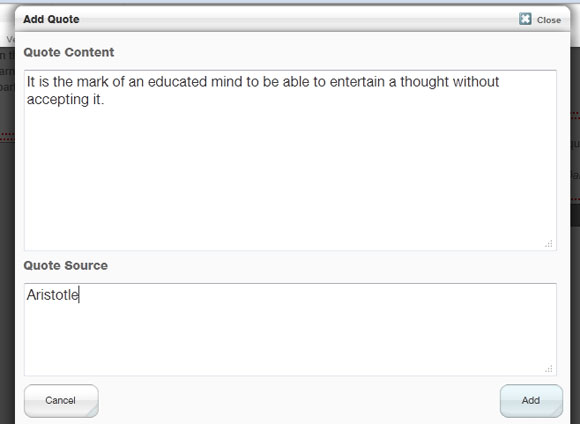 Add Quote
Close
Quote Content
It is the mark of an educated mind to be able to entertain a thought without
accepting it.
Quote Source
Aristotle
Cancel
Add